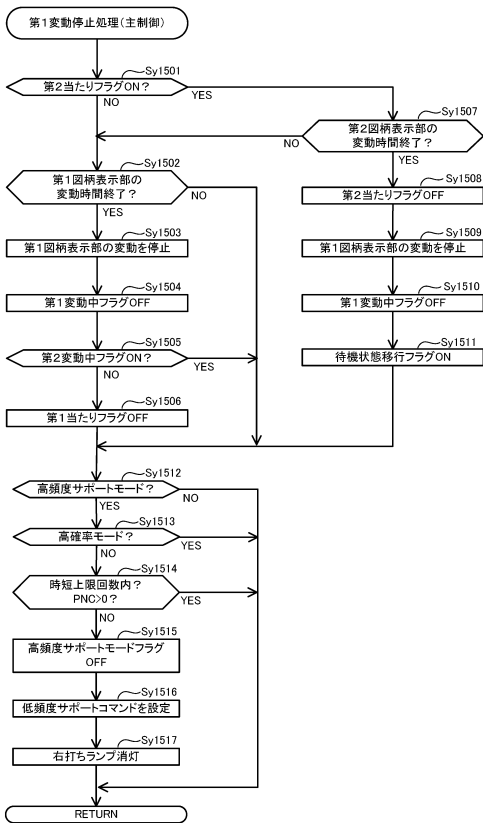 第1変動停止処理(主制御)
Sy1501
第2当たりフラグON？
YES
NO
Sy1507
第2図柄表示部の
変動時間終了？
NO
YES
Sy1502
第1図柄表示部の
変動時間終了？
NO
YES
Sy1508
第2当たりフラグOFF
Sy1503
第1図柄表示部の変動を停止
Sy1509
第1図柄表示部の変動を停止
Sy1504
第1変動中フラグOFF
Sy1510
第1変動中フラグOFF
Sy1505
第2変動中フラグON？
YES
NO
Sy1511
待機状態移行フラグON
Sy1506
第1当たりフラグOFF
Sy1512
高頻度サポートモード？
NO
YES
Sy1513
高確率モード？
YES
NO
Sy1514
時短上限回数内？
PNC>0？
YES
NO
Sy1515
高頻度サポートモードフラグ
OFF
Sy1516
低頻度サポートコマンドを設定
Sy1517
右打ちランプ消灯
RETURN